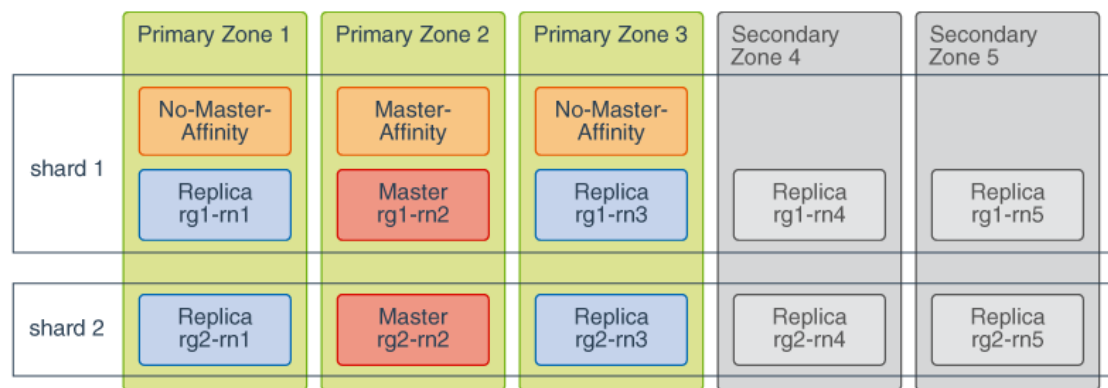 Primary Zone 1
Primary Zone 2
Primary Zone 3
Secondary
Zone 4
Secondary
Zone 5
shard 1
No-Master-
Affinity
Master-
Affinity
No-Master-
Affinity
Replica
rg1-rn1
Master
rg1-rn2
Replica
rg1-rn3
Replica
rg1-rn4
Replica
rg1-rn5
shard 2
Replica
rg2-rn1
Master
rg2-rn2
Replica
rg2-rn3
Replica
rg2-rn4
Replica
rg2-rn5